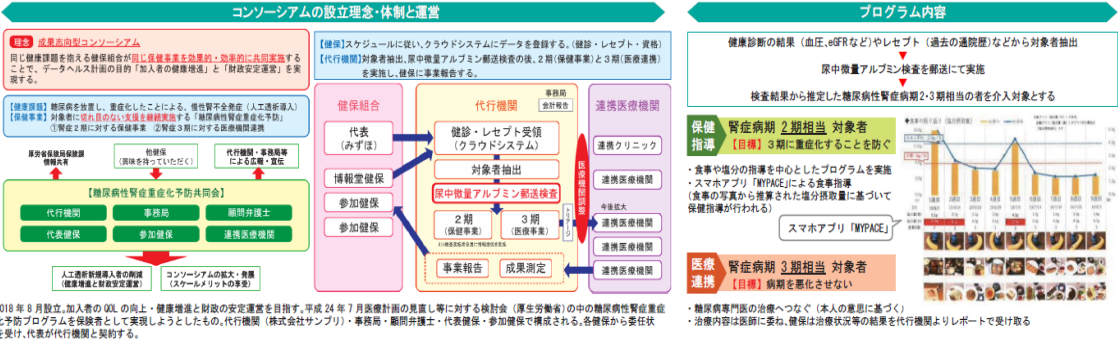 コンソーシアムの設立理念・体制と運営
理念 成果志向型コンソーシアム
同じ健康課題を抱える健保組合が同じ保健事業を効果的・効率的に共同実施する
ことで、データヘルス計画の目的「加入者の健康増進」と「財政安定運営」を実
現する。
【健康課題】糖尿病を放置し、重症化したことによる、慢性腎不全発症（人工透析導入）
【保健事業】対象者に切れ目のない支援を継続実施する「糖尿病性腎症重症化予防」
①腎症２期に対する保健事業 ②腎症３期に対する医療機関連携
厚労省保険局保険課
情報共有
他健保
（興味を持っていただく）
代行機関・事務局等
による広報・宣伝
【糖尿病性腎症重症化予防共同会】
代行機関
事務局
顧問弁護士
代表健保
参加健保
連携医療機関
人工透析新規導入者の削減
（健康増進と財政安定運営）
コンソーシアムの拡大・発展
（スケールメリットの享受）
【健保】スケジュールに従い、クラウドシステムにデータを登録する。（健診・レセプト・資格）
【代行機関】対象者抽出、尿中微量アルブミン郵送検査の後、２期（保健事業）と３期（医療連携）
を実施し、健保に事業報告する。
健保組合
代表
（みずほ）
博報堂健保
参加健保
参加健保
代行機関
事務局
会計報告
健診・レセプト受領
（クラウドシステム）
対象者抽出
尿中微量アルブミン郵送検査
２期
（保健事業）
３期
（医療事業）
事業報告
成果測定
医療機関調整
トリアージ
連携医療機関
連携クリニック
連携医療機関
今後拡大
連携医療機関
連携医療機関
連携医療機関
018 年 8 月設立。加入者の QOL の向上・健康増進と財政の安定運営を目指す。平成 24 年 7 月医療計画の見直し等に対する検討会（厚生労働省）の中の糖尿病性腎症重症
化予防プログラムを保険者として実現しようとしたもの。代行機関（株式会社サンプリ）・事務局・顧問弁護士・代表健保・参加健保で構成される。各健保から委任状
を受け、代表が代行機関と契約する。
プログラム内容
健康診断の結果（血圧、eGFRなど）やレセプト（過去の通院歴）などから対象者抽出
尿中微量アルブミン検査を郵送にて実施
検査結果から推定した糖尿病性腎症病期２・３期相当の者を介入対象とする
保健
指導
腎症病期 ２期相当 対象者
【目標】３期に重症化することを防ぐ
・食事や塩分の指導を中心としたプログラムを実施
・スマホアプリ「MYPACE」による食事指導
（食事の写真から推算された塩分摂取量に基づいて
保健指導が行われる）
スマホアプリ「MYPACE」
医療
連携
腎症病期 ３期相当 対象者
【目標】病期を悪化させない
・糖尿病専門医の治療へつなぐ（本人の意思に基づく）
・治療内容は医師に委ね、健保は治療状況等の結果を代行機関よりレポートで受け取る